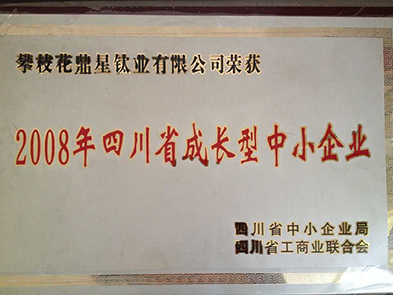 攀枝花鼎星钛业有限公司荣获
2008年四川省成长型中小企业
四川省中小企业局
四川省工商业联合会